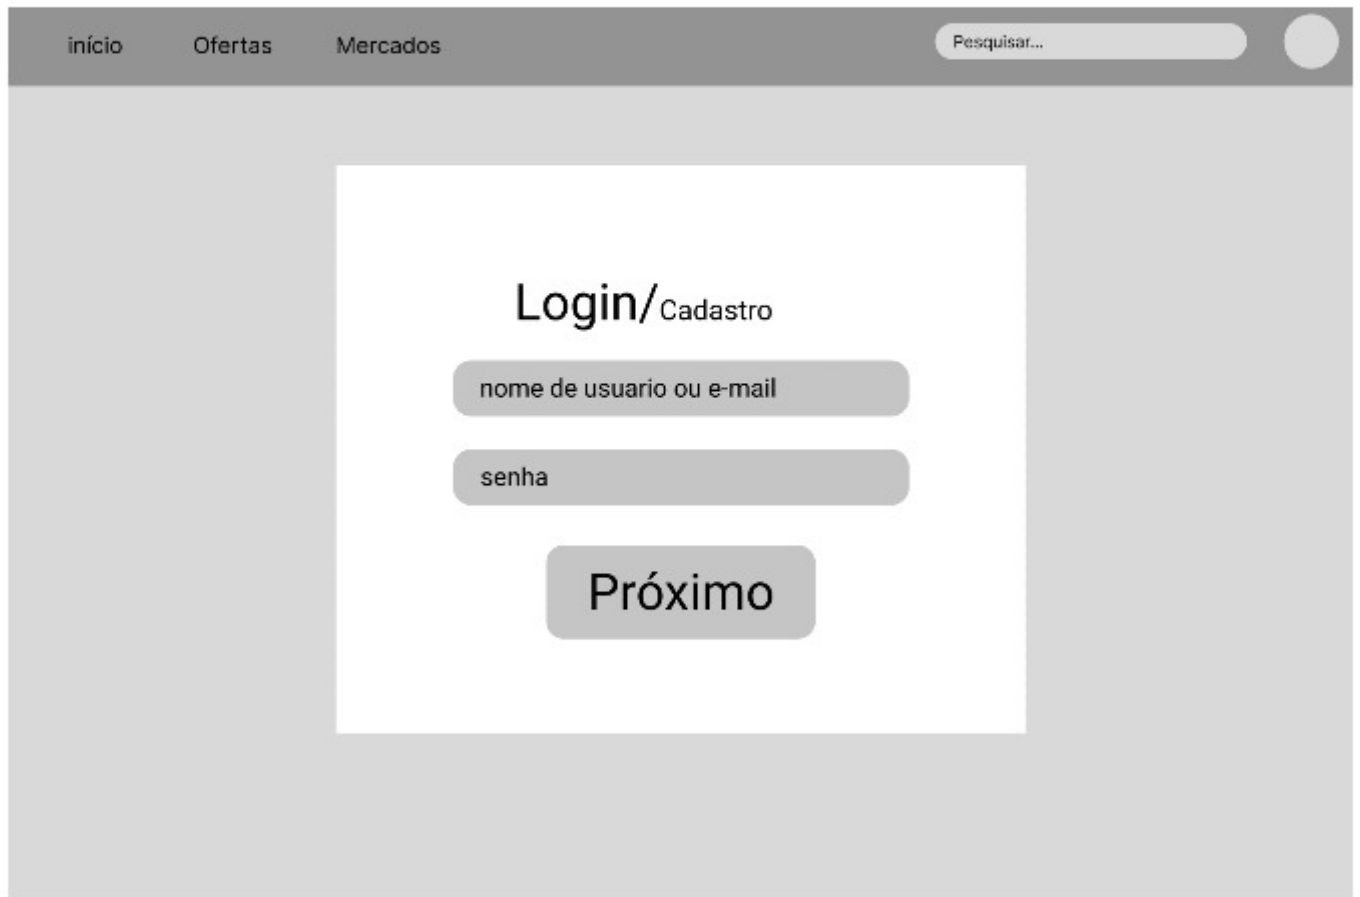 início Ofertas Mercados Pesquisar...
Login/Cadastro
nome de usuario ou e-mail
senha
Próximo